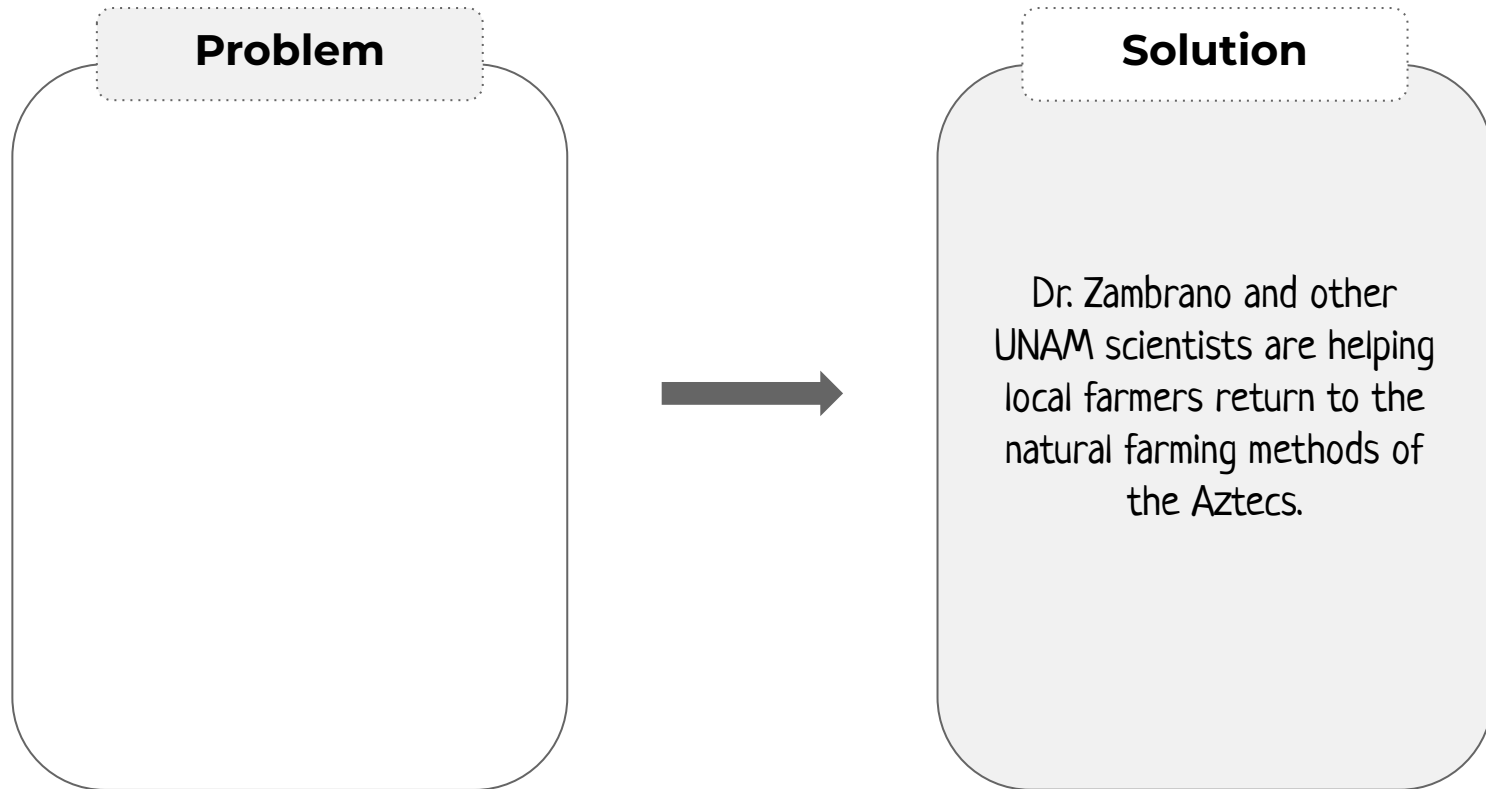 Problem
Solution
Dr. Zambrano and other
UNAM scientists are helping
local farmers return to the
natural farming methods of
the Aztecs.